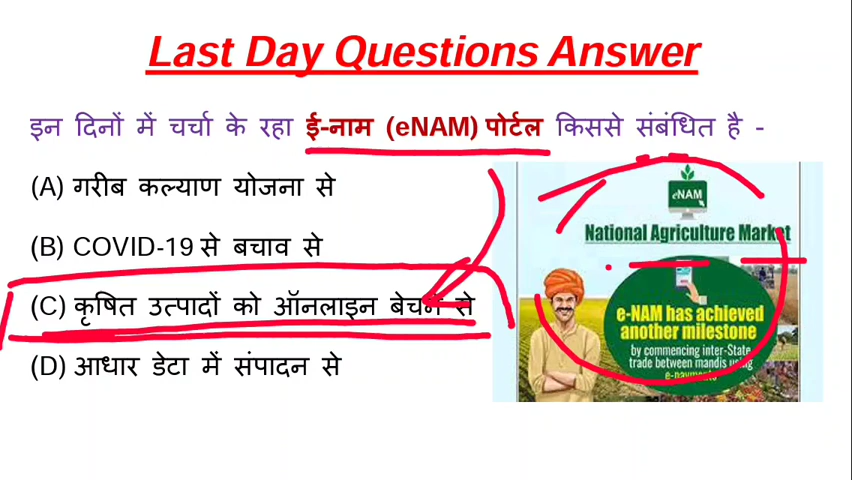 Last Day Questions Answer
इन दिनों में चर्चा के रहा ई-नाम (eNAM) पोर्टल किससे संबंधित है -
(A) गरीब कल्याण योजना से
(B) COVID-19 से बचाव से
(C) कृषित उत्पादों को ऑनलाइन बेचने से
(D) आधार डेटा में संपादन से
eNAM
National Agriculture Market
e-NAM has achieved
another milestone
by commencing inter-State
trade between mandis using
e-payments